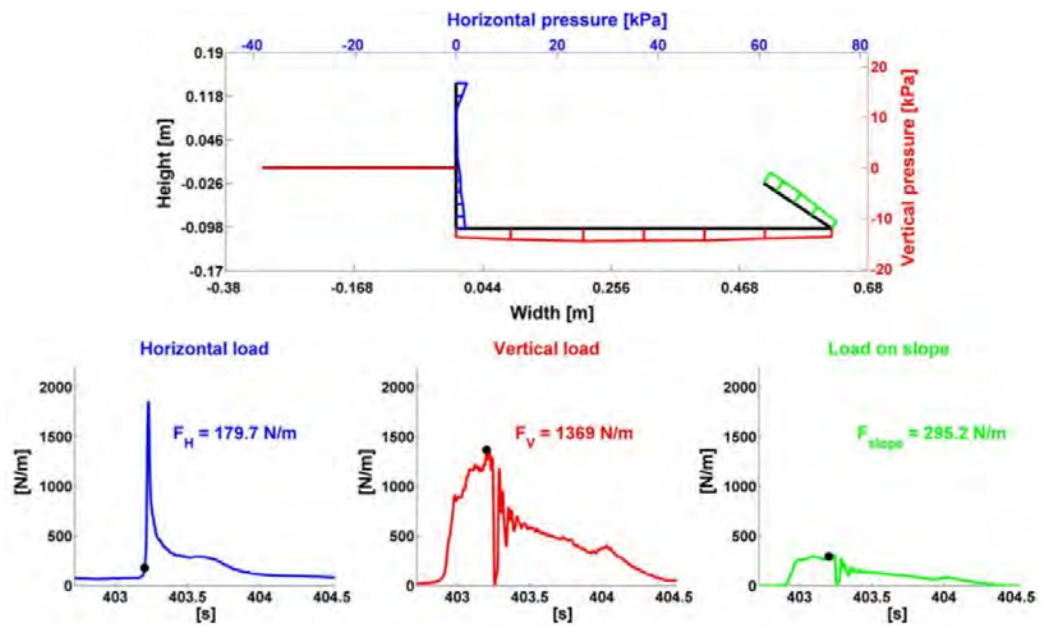 Horizontal pressure [kPa]
-40 -20 0 20 40 60 80
0.19
0.118
0.046
-0.026
-0.098
-0.17
Height [m]
20
10
0
-10
-20
Vertical pressure [kPa]
-0.38 -0.168 0.044 0.256 0.468 0.68
Width [m]
Horizontal load
2000
1500
1000
500
0
[N/m]
F_H = 179.7 N/m
403 403.5 404 404.5
[s]
Vertical load
2000
1500
1000
500
0
[N/m]
F_V = 1369 N/m
403 403.5 404 404.5
[s]
Load on slope
2000
1500
1000
500
0
[N/m]
F_slope = 295.2 N/m
403 403.5 404 404.5
[s]